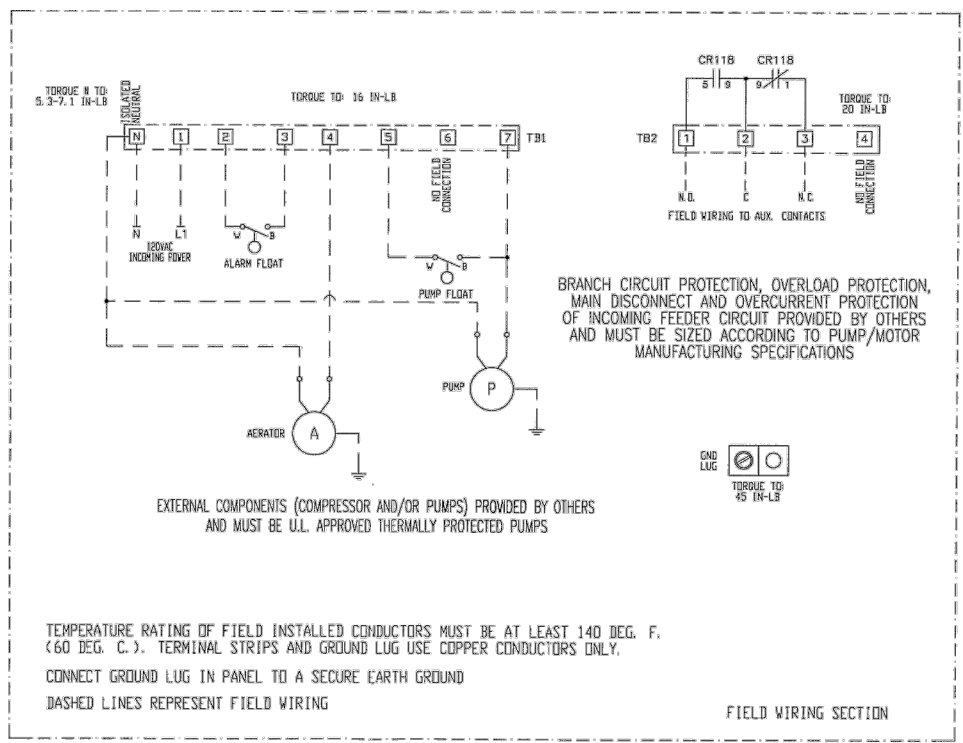 TORQUE N TO:
5.3-7.1 IN-LB
ISOLATED
NEUTRAL
TORQUE TO: 16 IN-LB
N 1 2 3 4 5 6 7 TB1
NO FIELD
CONNECTION
N L1
120VAC
INCOMING POWER
W B
ALARM FLOAT
W B
PUMP FLOAT
PUMP P
AERATOR A
CR118 CR118
5 9 9 1
TORQUE TO:
20 IN-LB
TB2 1 2 3 4
NO FIELD
CONNECTION
N.O. C N.C.
FIELD WIRING TO AUX. CONTACTS
BRANCH CIRCUIT PROTECTION, OVERLOAD PROTECTION,
MAIN DISCONNECT AND OVERCURRENT PROTECTION
OF INCOMING FEEDER CIRCUIT PROVIDED BY OTHERS
AND MUST BE SIZED ACCORDING TO PUMP/MOTOR
MANUFACTURING SPECIFICATIONS
GND
LUG
TORQUE TO:
45 IN-LB
EXTERNAL COMPONENTS (COMPRESSOR AND/OR PUMPS) PROVIDED BY OTHERS
AND MUST BE U.L. APPROVED THERMALLY PROTECTED PUMPS
TEMPERATURE RATING OF FIELD INSTALLED CONDUCTORS MUST BE AT LEAST 140 DEG. F.
(60 DEG. C.). TERMINAL STRIPS AND GROUND LUG USE COPPER CONDUCTORS ONLY.
CONNECT GROUND LUG IN PANEL TO A SECURE EARTH GROUND
DASHED LINES REPRESENT FIELD WIRING
FIELD WIRING SECTION